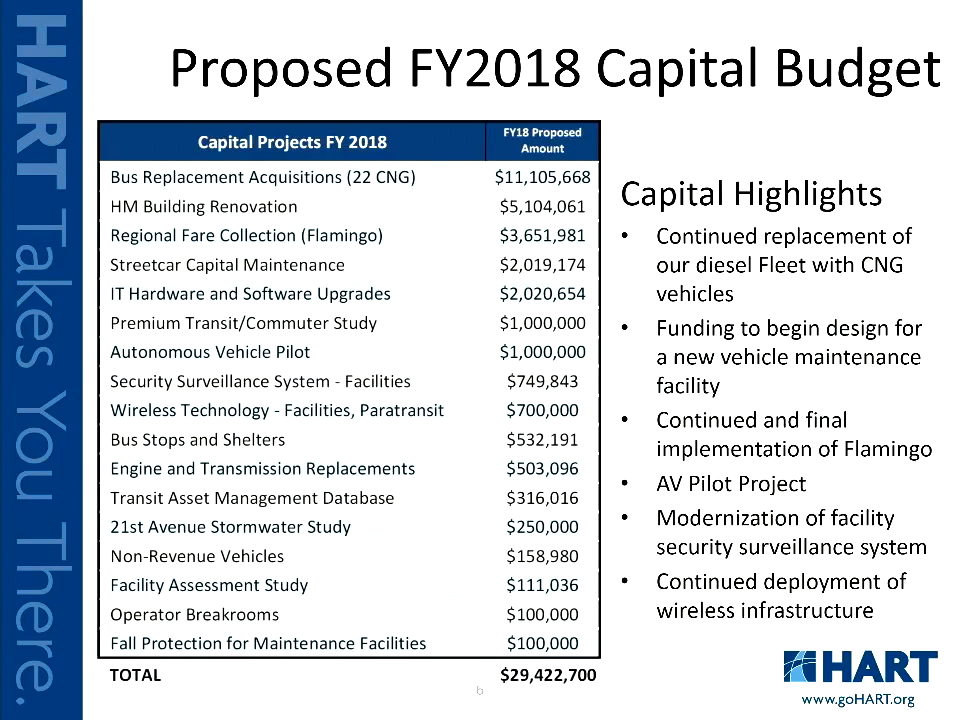 HART Takes You There.
Proposed FY2018 Capital Budget
Capital Projects FY 2018
FY18 Proposed
Amount
Bus Replacement Acquisitions (22 CNG) $11,105,668
HM Building Renovation $5,104,061
Regional Fare Collection (Flamingo) $3,651,981
Streetcar Capital Maintenance $2,019,174
IT Hardware and Software Upgrades $2,020,654
Premium Transit/Commuter Study $1,000,000
Autonomous Vehicle Pilot $1,000,000
Security Surveillance System - Facilities $749,843
Wireless Technology - Facilities, Paratransit $700,000
Bus Stops and Shelters $532,191
Engine and Transmission Replacements $503,096
Transit Asset Management Database $316,016
21st Avenue Stormwater Study $250,000
Non-Revenue Vehicles $158,980
Facility Assessment Study $111,036
Operator Breakrooms $100,000
Fall Protection for Maintenance Facilities $100,000
TOTAL $29,422,700
Capital Highlights
• Continued replacement of
our diesel Fleet with CNG
vehicles
• Funding to begin design for
a new vehicle maintenance
facility
• Continued and final
implementation of Flamingo
• AV Pilot Project
• Modernization of facility
security surveillance system
• Continued deployment of
wireless infrastructure
6
HART
www.goHART.org